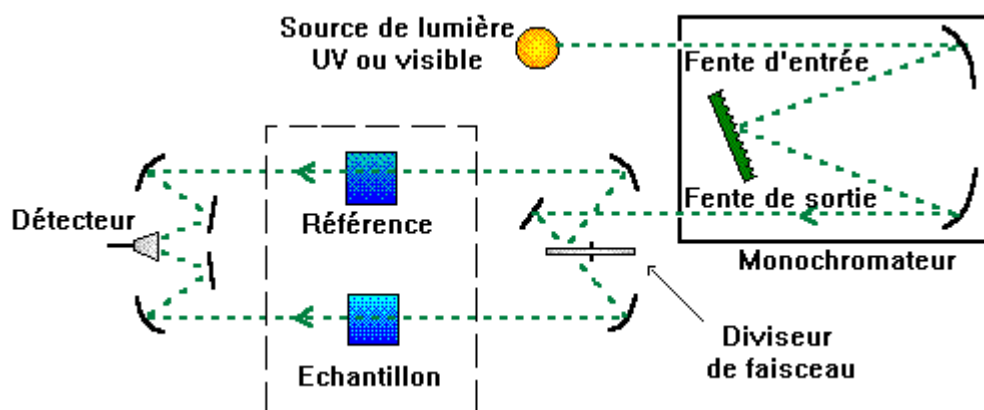 Source de lumière
UV ou visible
Fente d'entrée
Fente de sortie
Monochromateur
Détecteur
Référence
Echantillon
Diviseur
de faisceau